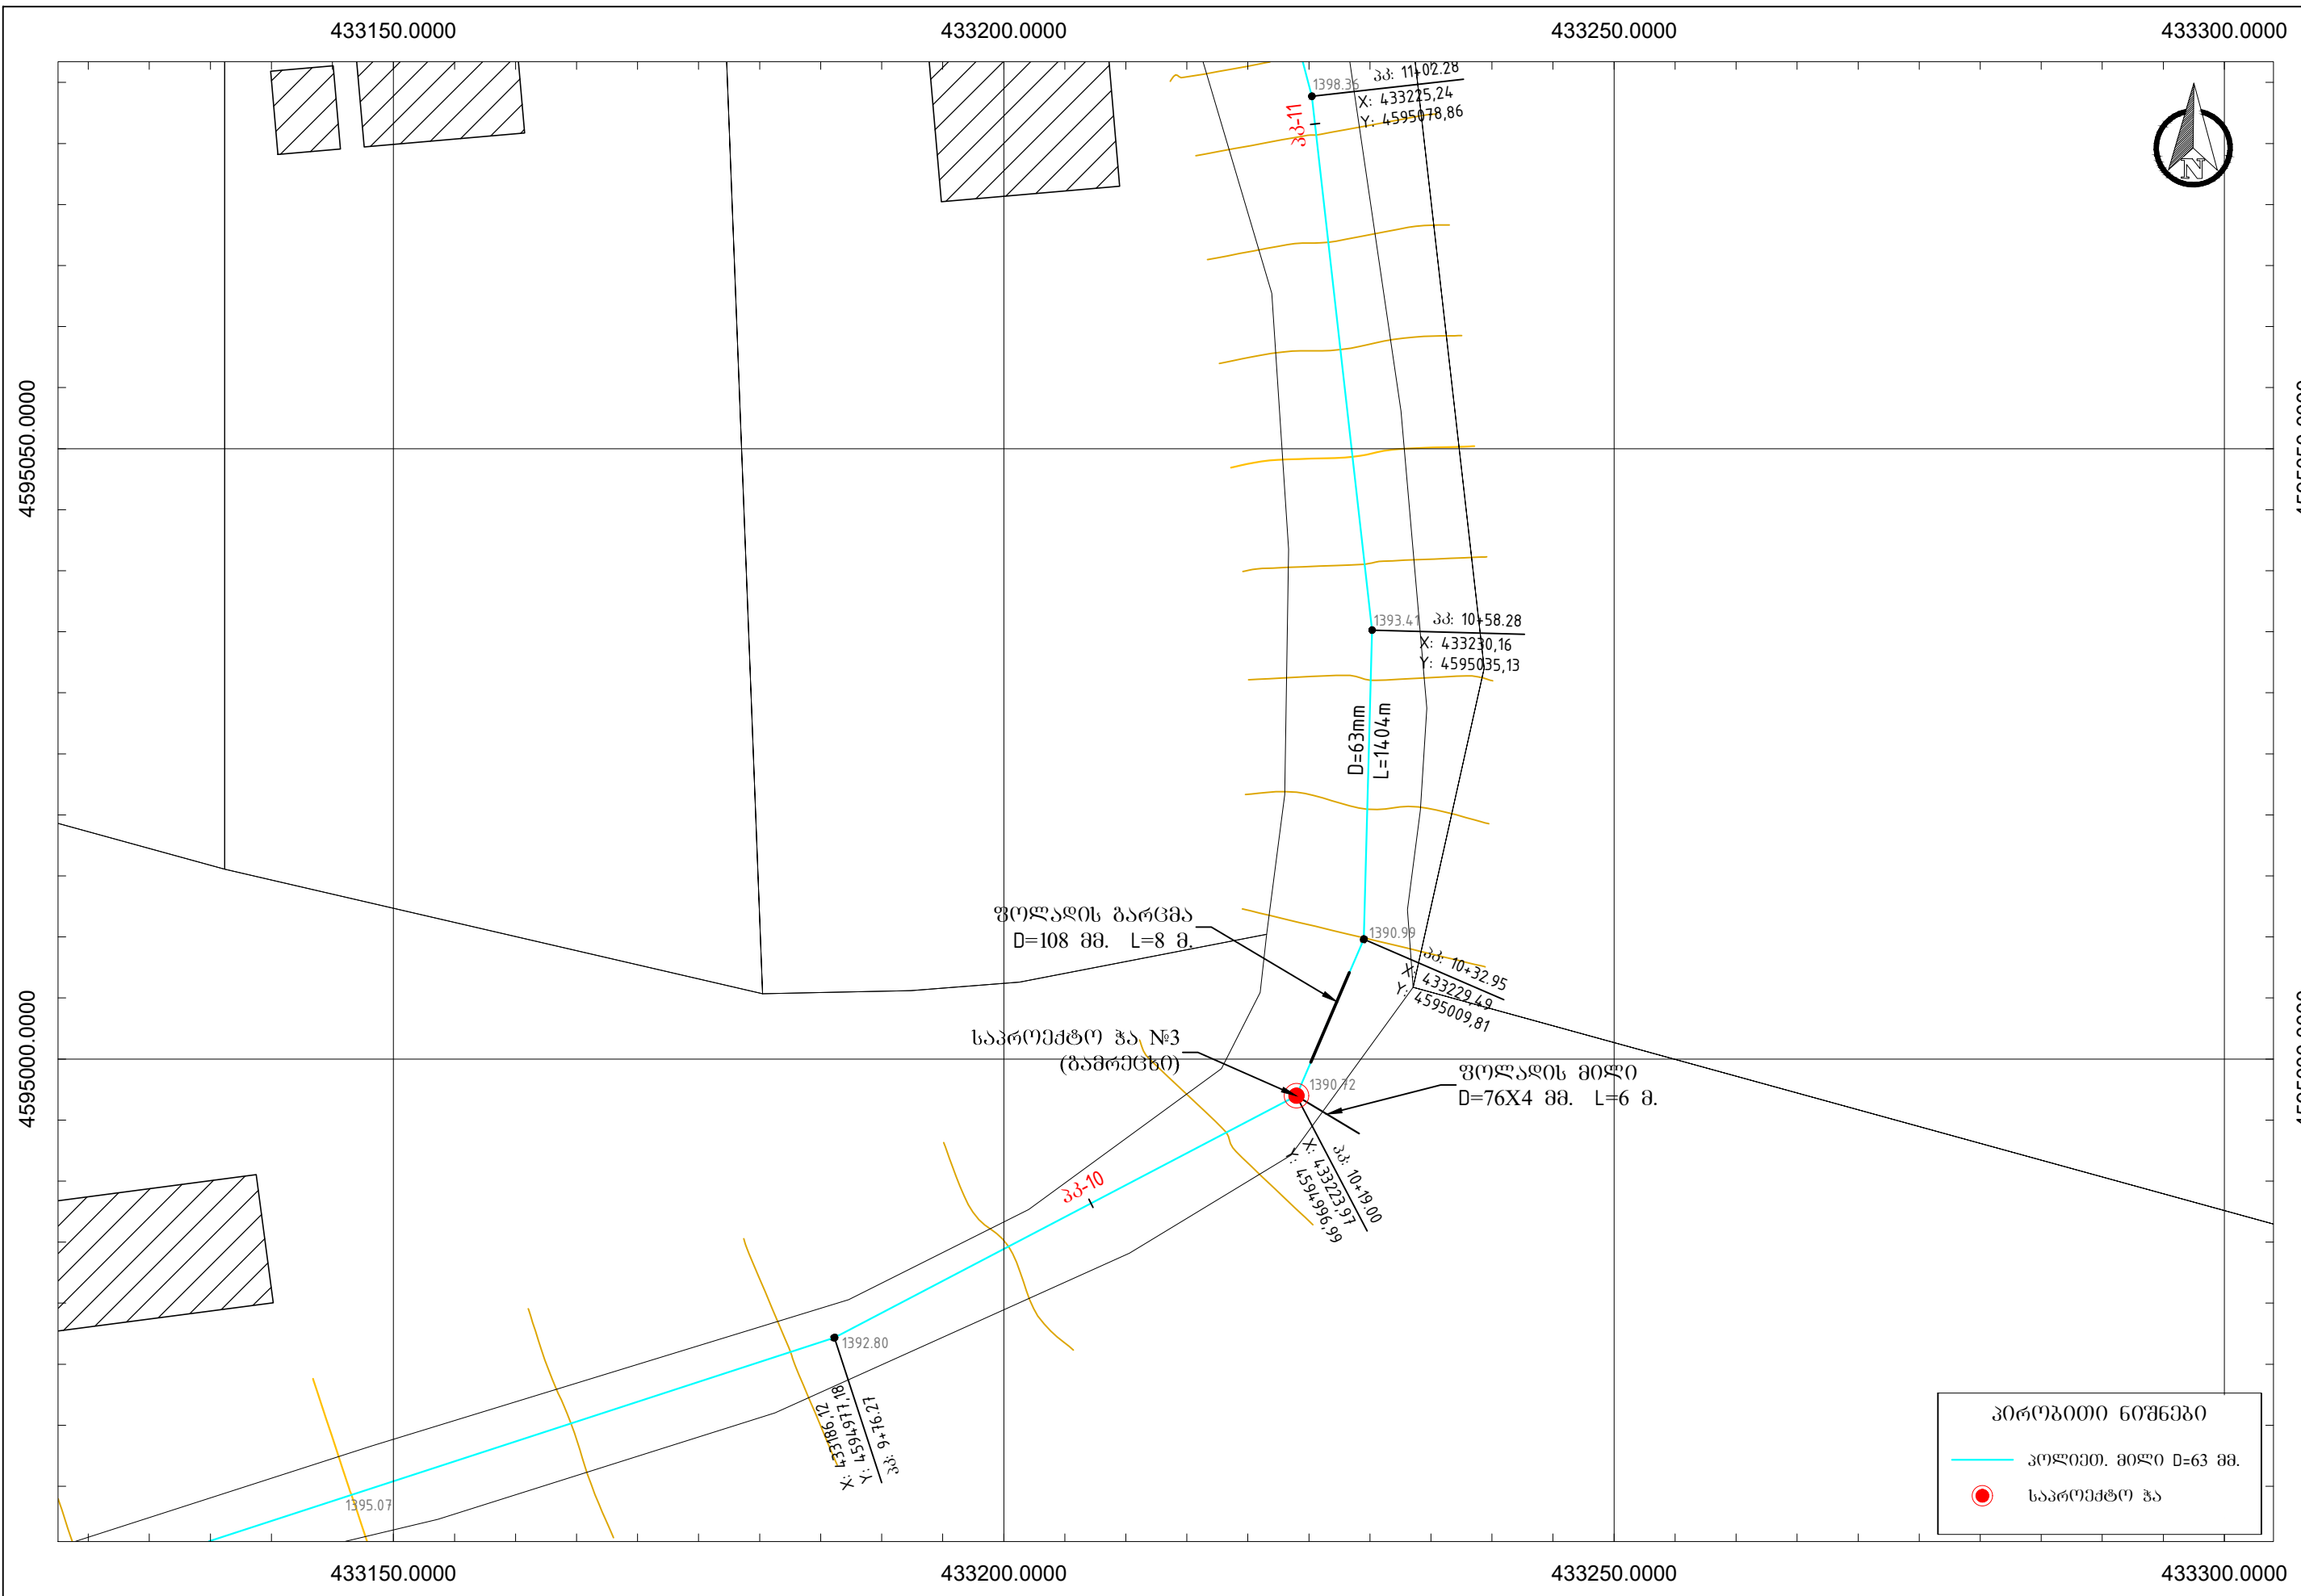 433150.0000
433200.0000
433250.0000
433300.0000
1398.36
პკ: 11+02.28
X: 433225,24
Y: 4595078,86
პკ-11
N
4595050.0000
4595050.0000
1393.41
პკ: 10+58.28
X: 433230,16
Y: 4595035,13
D=63mm
L=1404m
ფოლადის გარცმა
D=108 მმ. L=8 მ.
1390.99
პკ: 10+32.95
X: 433229,49
Y: 4595009,81
4595000.0000
4595000.0000
საპროექტო ჭა №3
(გამრეცხი)
1390.72
ფოლადის მილი
D=76X4 მმ. L=6 მ.
პკ: 10+19.00
X: 433223,97
Y: 4594996,99
პკ-10
1392.80
პკ: 9+76.27
X: 433186,12
Y: 4594977,18
1395.07
პირობითი ნიშნები
პოლიეთ. მილი D=63 მმ.
საპროექტო ჭა
433150.0000
433200.0000
433250.0000
433300.0000